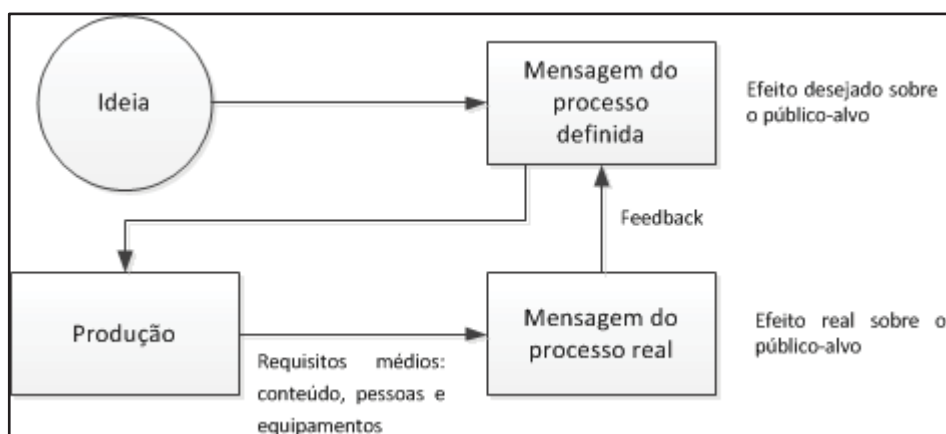 Ideia
Mensagem do
processo
definida
Efeito desejado sobre
o público-alvo
Feedback
Produção
Requisitos médios:
conteúdo, pessoas e
equipamentos
Mensagem do
processo real
Efeito real sobre o
público-alvo